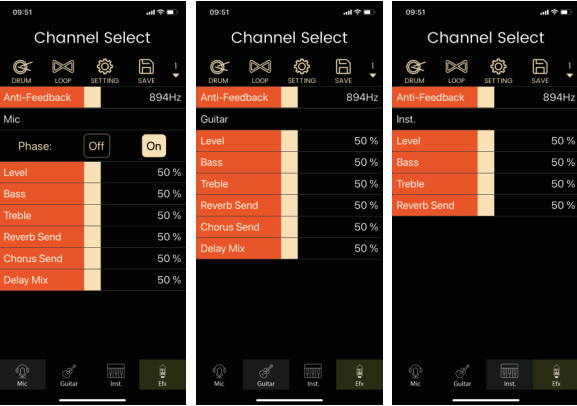 09:51
Channel Select
DRUM LOOP SETTING SAVE 1
Anti-Feedback 894Hz
Mic
Phase: Off On
Level 50 %
Bass 50 %
Treble 50 %
Reverb Send 50 %
Chorus Send 50 %
Delay Mix 50 %
Mic Guitar Inst. Efx
09:51
Channel Select
DRUM LOOP SETTING SAVE 1
Anti-Feedback 894Hz
Guitar
Level 50 %
Bass 50 %
Treble 50 %
Reverb Send 50 %
Chorus Send 50 %
Delay Mix 50 %
Mic Guitar Inst. Efx
09:51
Channel Select
DRUM LOOP SETTING SAVE 1
Anti-Feedback 894Hz
Inst.
Level 50 %
Bass 50 %
Treble 50 %
Reverb Send 50 %
Mic Guitar Inst. Efx